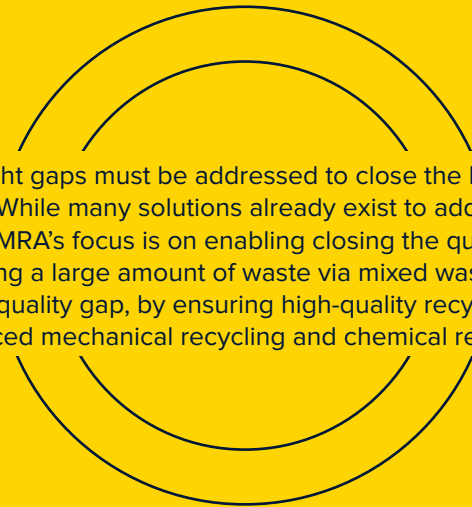 ht gaps must be addressed to close the
While many solutions already exist to add
MRA’s focus is on enabling closing the qu
ng a large amount of waste via mixed was
quality gap, by ensuring high-quality recy
ced mechanical recycling and chemical re